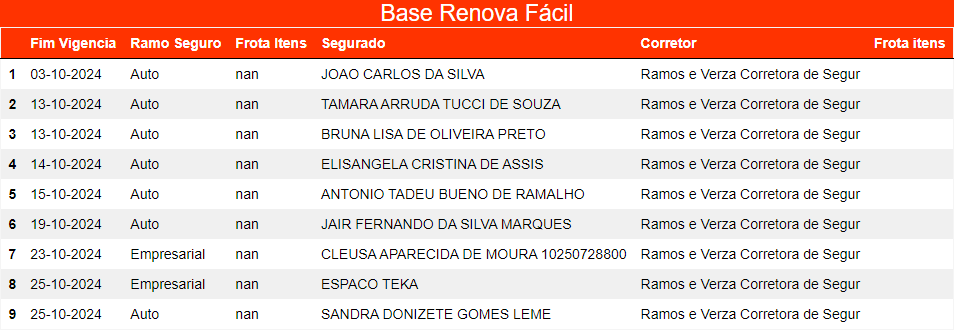 Base Renova Fácil
Fim Vigencia Ramo Seguro Frota Itens Segurado Corretor Frota itens
1 03-10-2024 Auto nan JOAO CARLOS DA SILVA Ramos e Verza Corretora de Segur
2 13-10-2024 Auto nan TAMARA ARRUDA TUCCI DE SOUZA Ramos e Verza Corretora de Segur
3 13-10-2024 Auto nan BRUNA LISA DE OLIVEIRA PRETO Ramos e Verza Corretora de Segur
4 14-10-2024 Auto nan ELISANGELA CRISTINA DE ASSIS Ramos e Verza Corretora de Segur
5 15-10-2024 Auto nan ANTONIO TADEU BUENO DE RAMALHO Ramos e Verza Corretora de Segur
6 19-10-2024 Auto nan JAIR FERNANDO DA SILVA MARQUES Ramos e Verza Corretora de Segur
7 23-10-2024 Empresarial nan CLEUSA APARECIDA DE MOURA 10250728800 Ramos e Verza Corretora de Segur
8 25-10-2024 Empresarial nan ESPACO TEKA Ramos e Verza Corretora de Segur
9 25-10-2024 Auto nan SANDRA DONIZETE GOMES LEME Ramos e Verza Corretora de Segur